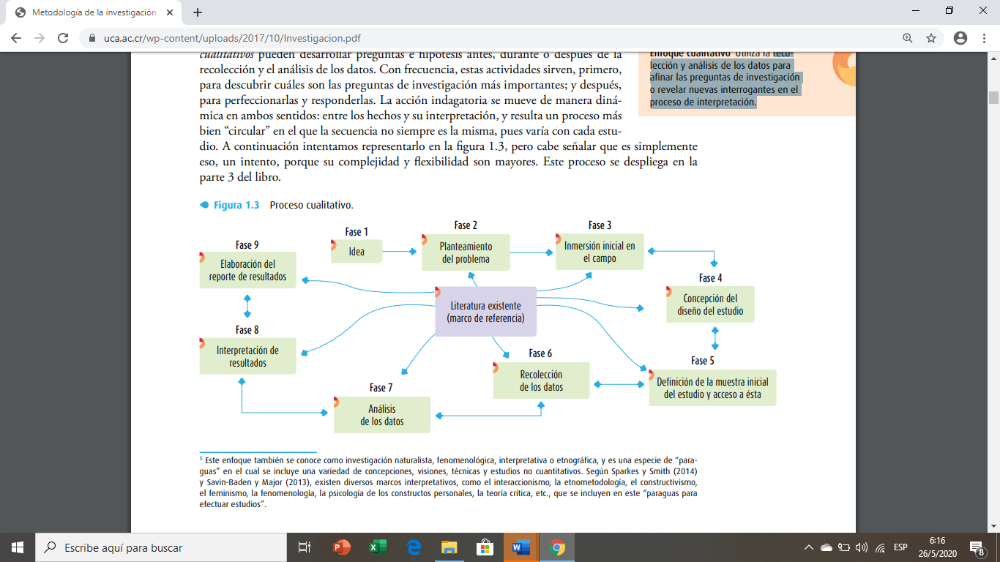 Metodología de la investigación
uca.ac.cr/wp-content/uploads/2017/10/Investigacion.pdf
cualitativos pueden desarrollar preguntas e hipótesis antes, durante o después de la
recolección y el análisis de los datos. Con frecuencia, estas actividades sirven, primero,
para descubrir cuáles son las preguntas de investigación más importantes; y después,
para perfeccionarlas y responderlas. La acción indagatoria se mueve de manera diná-
mica en ambos sentidos: entre los hechos y su interpretación, y resulta un proceso más
bien “circular” en el que la secuencia no siempre es la misma, pues varía con cada estu-
dio. A continuación intentamos representarlo en la figura 1.3, pero cabe señalar que es simplemente
eso, un intento, porque su complejidad y flexibilidad son mayores. Este proceso se despliega en la
parte 3 del libro.
Enfoque cualitativo Utiliza la reco-
lección y análisis de los datos para
afinar las preguntas de investigación
o revelar nuevas interrogantes en el
proceso de interpretación.
Figura 1.3 Proceso cualitativo.
Fase 1
Idea
Fase 2
Planteamiento
del problema
Fase 3
Inmersión inicial en
el campo
Fase 4
Concepción del
diseño del estudio
Fase 5
Definición de la muestra inicial
del estudio y acceso a ésta
Fase 6
Recolección
de los datos
Fase 7
Análisis
de los datos
Fase 8
Interpretación de
resultados
Fase 9
Elaboración del
reporte de resultados
Literatura existente
(marco de referencia)
5 Este enfoque también se conoce como investigación naturalista, fenomenológica, interpretativa o etnográfica, y es una especie de “para-
guas” en el cual se incluye una variedad de concepciones, visiones, técnicas y estudios no cuantitativos. Según Sparkes y Smith (2014)
y Savin-Baden y Major (2013), existen diversos marcos interpretativos, como el interaccionismo, la etnometodología, el constructivismo,
el feminismo, la fenomenología, la psicología de los constructos personales, la teoría crítica, etc., que se incluyen en este “paraguas para
efectuar estudios”.
Escribe aquí para buscar
ESP
6:16
26/5/2020
8